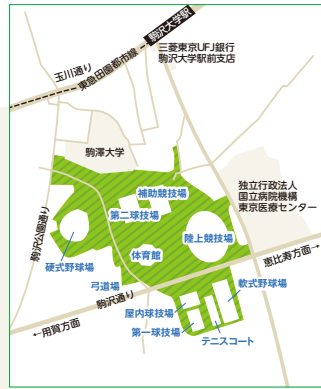 駒沢大学駅
玉川通り
東急田園都市線
三菱東京UFJ銀行
駒沢大学駅前支店
駒澤大学
補助競技場
第二球技場
独立行政法人
国立病院機構
東京医療センター
駒沢公園通り
陸上競技場
体育館
硬式野球場
恵比寿方面→
弓道場
駒沢通り
軟式野球場
屋内球技場
←用賀方面
第一球技場
テニスコート